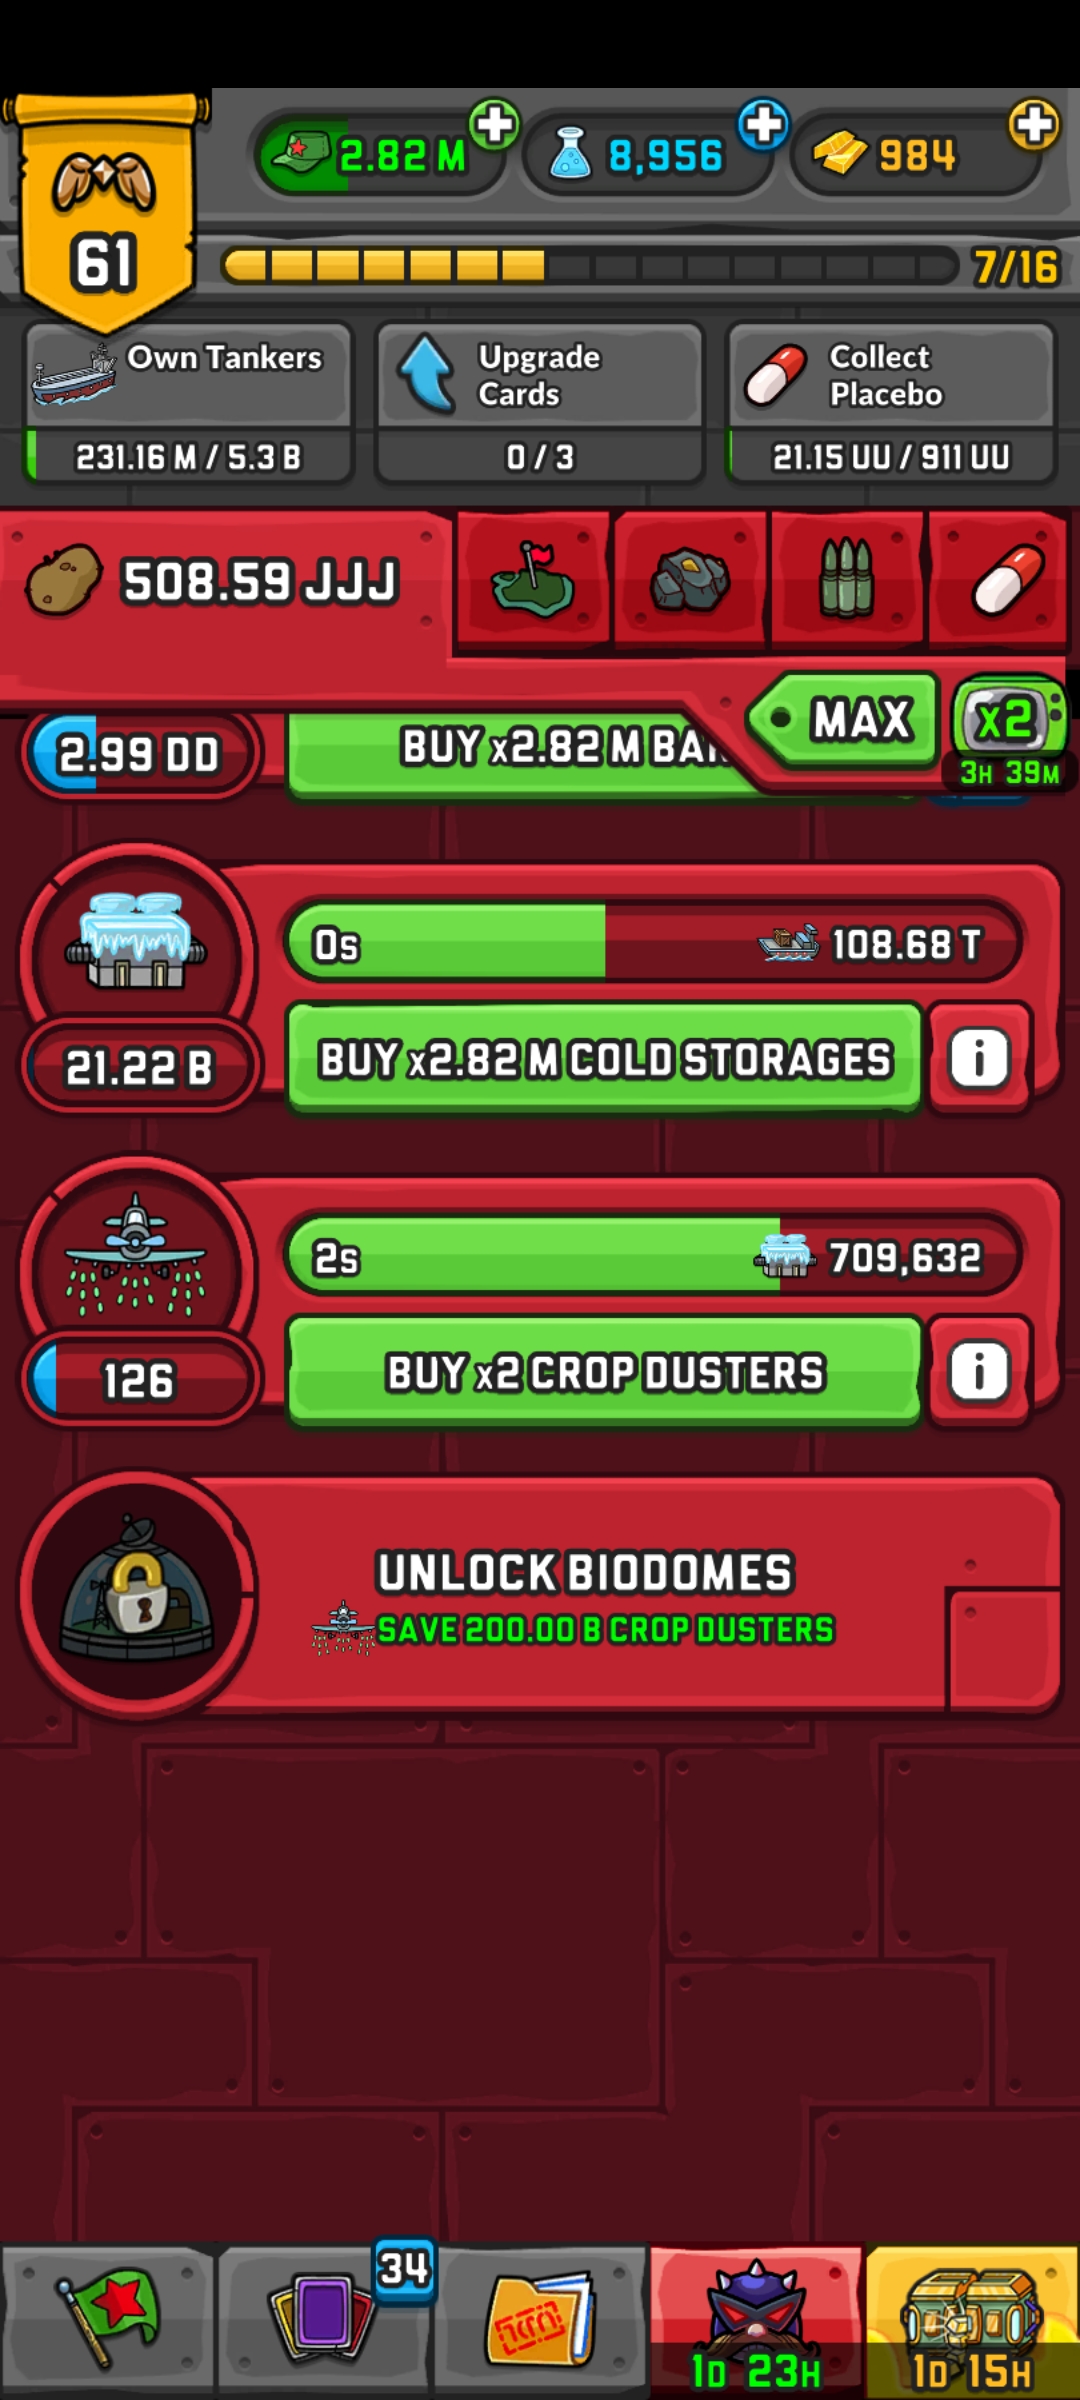 2.82 M
8,956
984
61
7/16
Own Tankers
231.16 M / 5.3 B
Upgrade
Cards
0 / 3
Collect
Placebo
21.15 UU / 911 UU
508.59 JJJ
MAX
x2
3H 39M
2.99 DD
BUY x2.82 M
0s
108.68 T
21.22 B
BUY x2.82 M COLD STORAGES
i
2s
709,632
126
BUY x2 CROP DUSTERS
i
UNLOCK BIODOMES
SAVE 200.00 B CROP DUSTERS
34
1D 23H
1D 15H